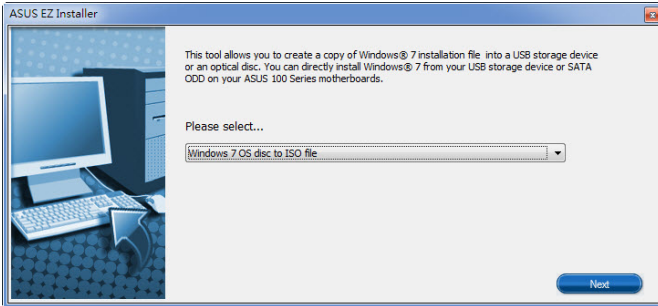 ASUS EZ Installer
This tool allows you to create a copy of Windows® 7 installation file into a USB storage device
or an optical disc. You can directly install Windows® 7 from your USB storage device or SATA
ODD on your ASUS 100 Series motherboards.
Please select...
Windows 7 OS disc to ISO file
Next